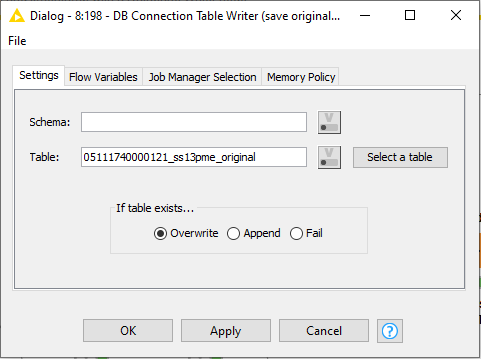 Dialog - 8:198 - DB Connection Table Writer (save original...
File
Settings Flow Variables Job Manager Selection Memory Policy
Schema: V
Table: 05111740000121_ss13pme_original V Select a table
If table exists...
Overwrite Append Fail
OK Apply Cancel ?